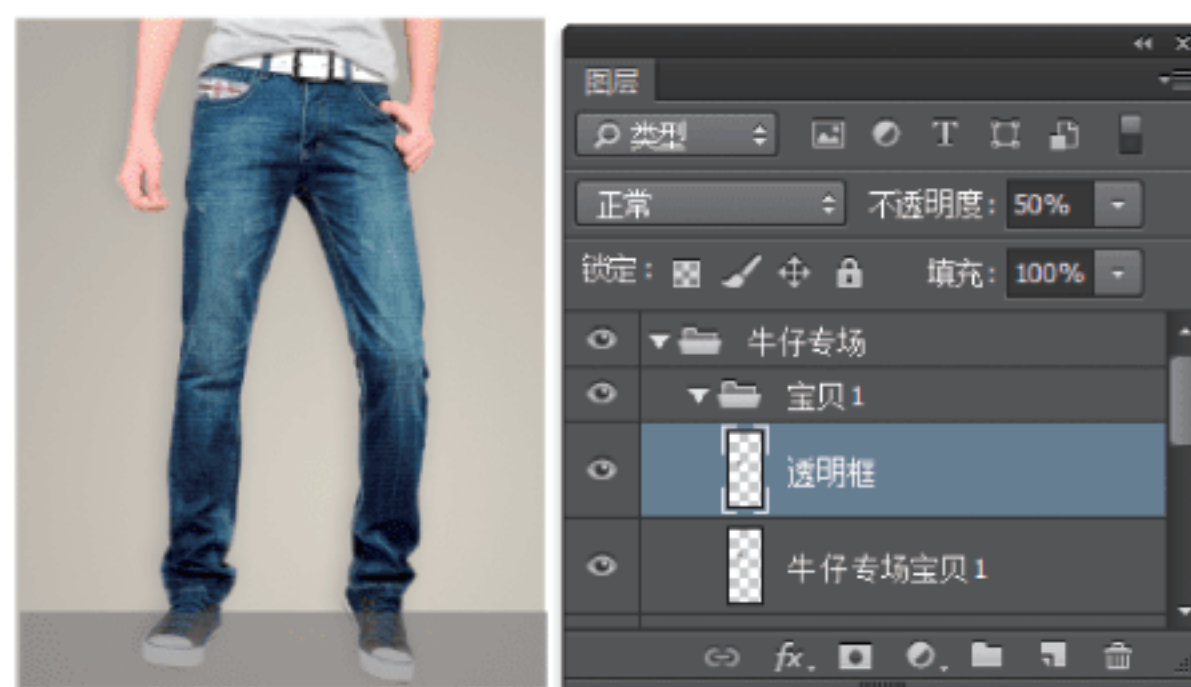 图层
类型
正常 不透明度: 50%
锁定: 填充: 100%
牛仔专场
宝贝 1
透明框
牛仔专场宝贝 1
fx.